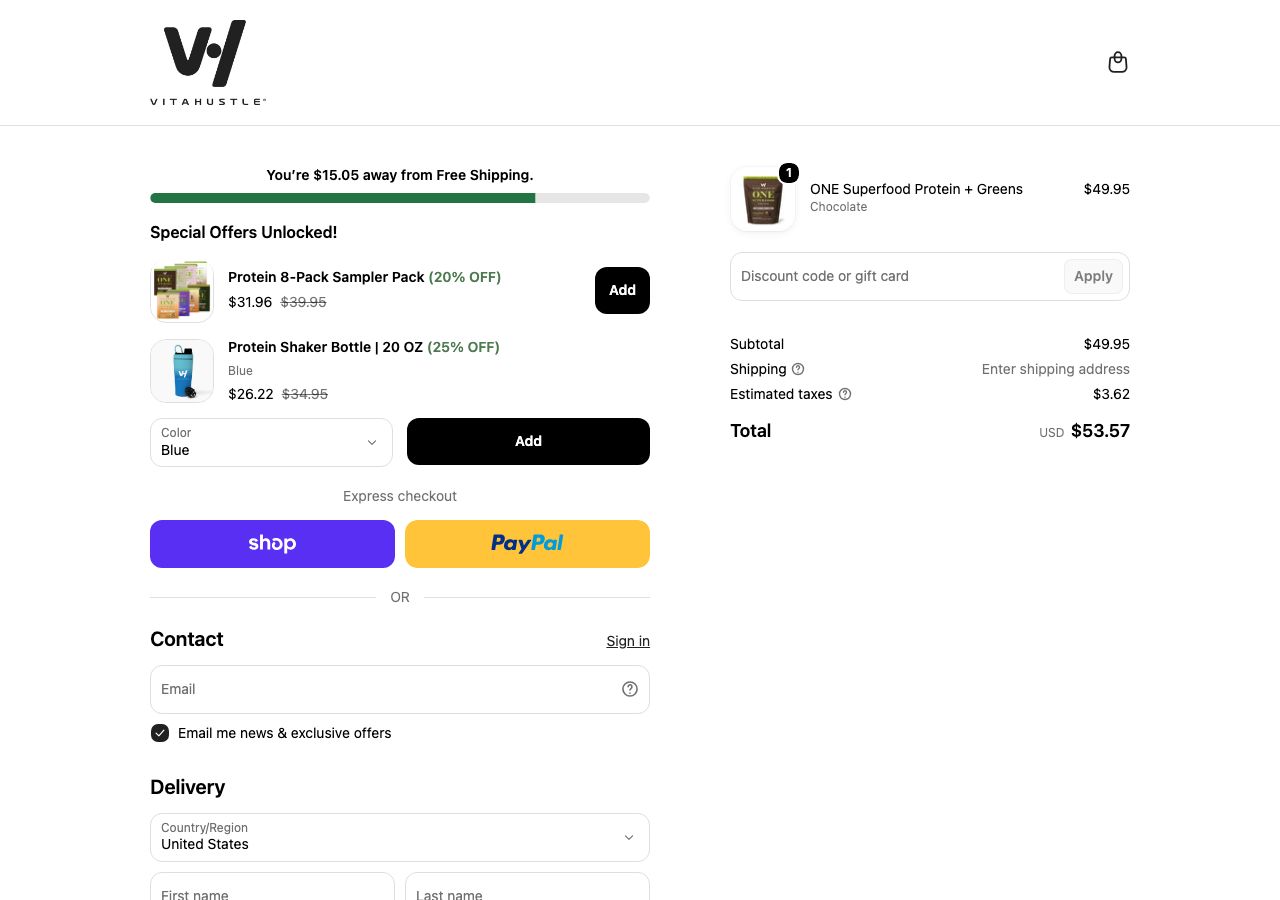 VITAHUSTLE
You're $15.05 away from Free Shipping.
Special Offers Unlocked!
Protein 8-Pack Sampler Pack (20% OFF)
$31.96 $39.95
Add
Protein Shaker Bottle | 20 OZ (25% OFF)
Blue
$26.22 $34.95
Color
Blue
Add
Express checkout
shop
PayPal
OR
Contact
Sign in
Email
Email me news & exclusive offers
Delivery
Country/Region
United States
First name
Last name
1
ONE
ONE Superfood Protein + Greens
$49.95
Chocolate
Discount code or gift card
Apply
Subtotal
$49.95
Shipping
Enter shipping address
Estimated taxes
$3.62
Total
USD $53.57